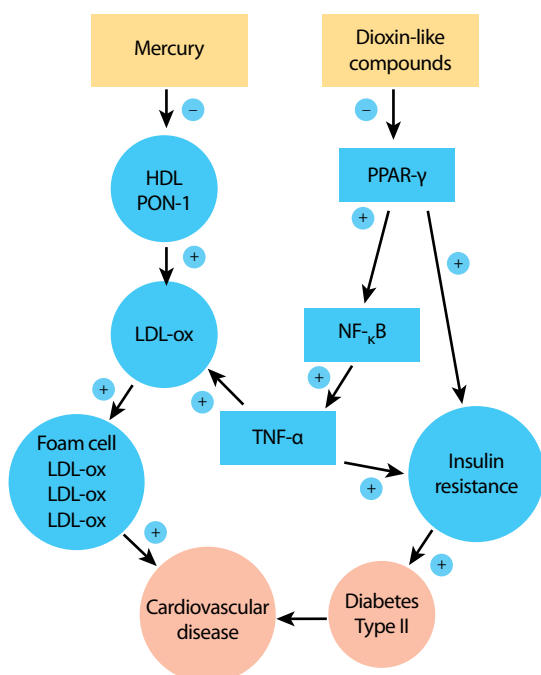 Mercury
Dioxin-like
compounds
−
−
HDL
PON-1
PPAR-γ
+
+
+
LDL-ox
NF-κB
+
+
+
TNF-α
Foam cell
LDL-ox
LDL-ox
LDL-ox
Insulin
resistance
+
+
+
Cardiovascular
disease
Diabetes
Type II